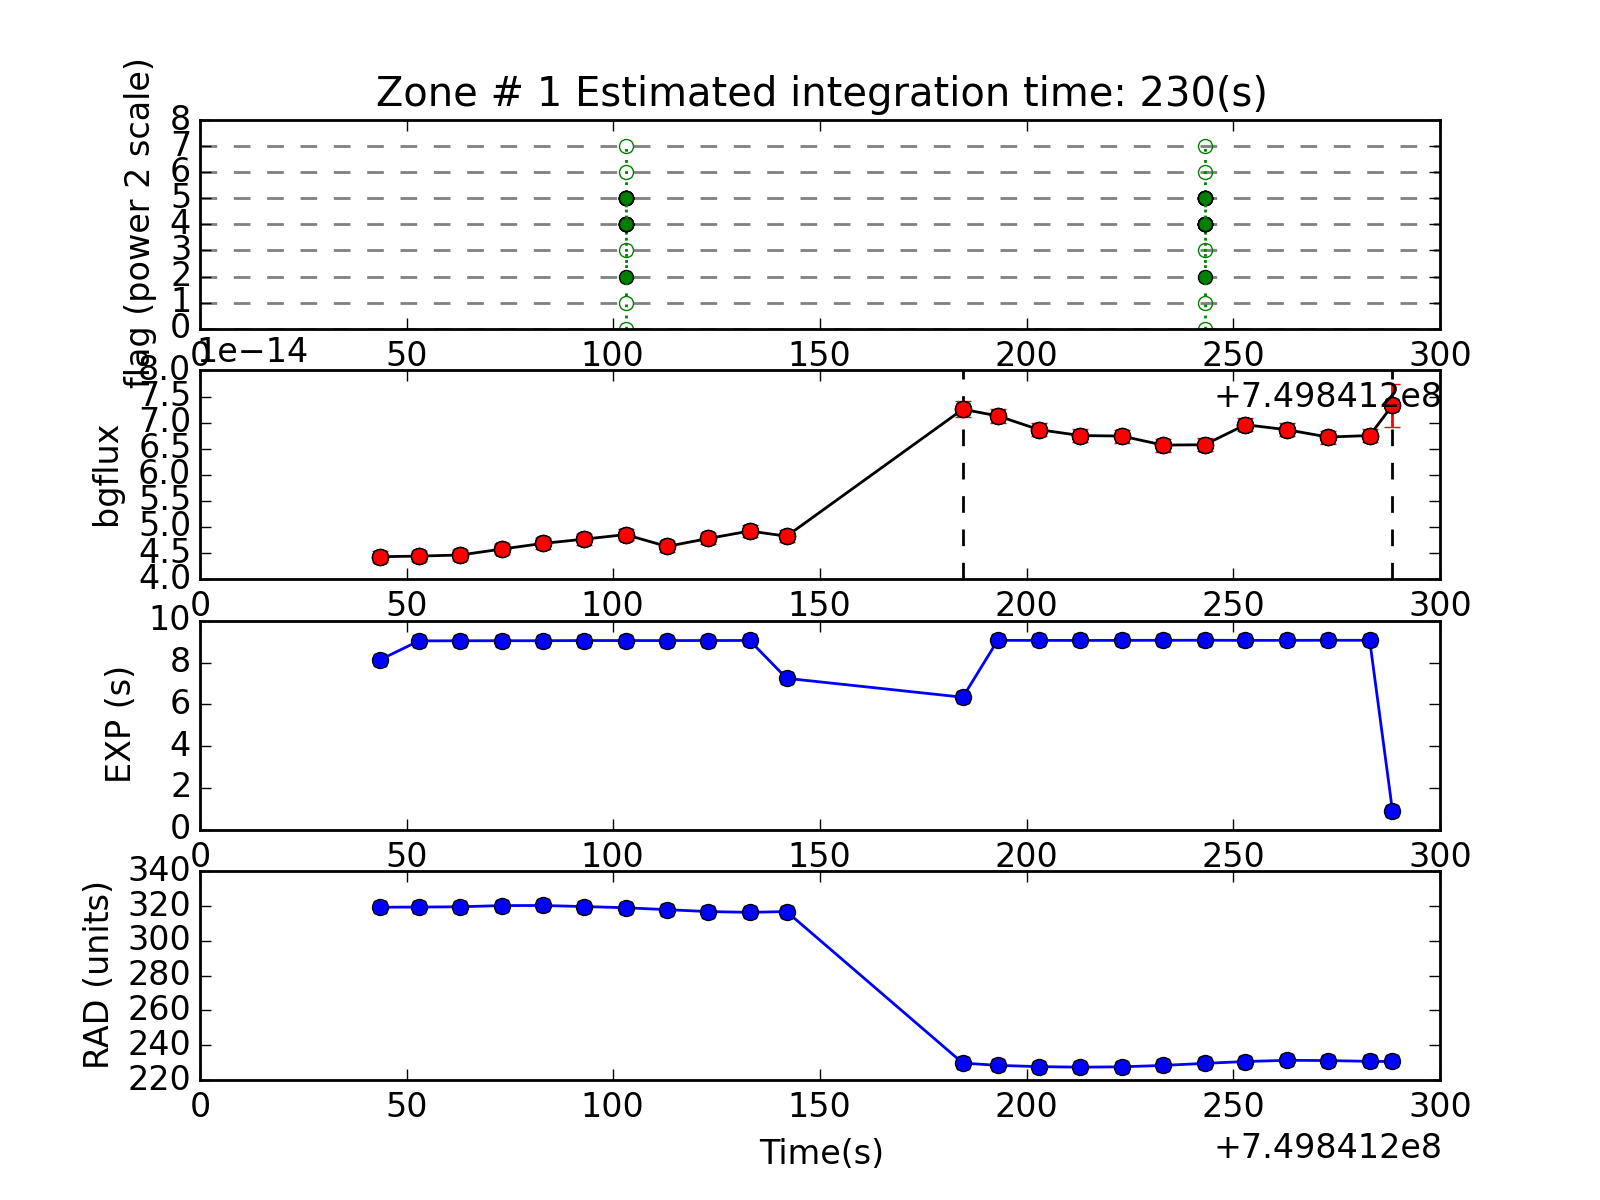 Zone # 1 Estimated integration time: 230(s)
flag (power 2 scale)
8
7
6
5
4
3
2
1
0
0 50 100 150 200 250 300
+7.498412e8
1e−14
bgflux
8.0
7.5
7.0
6.5
6.0
5.5
5.0
4.5
4.0
0 50 100 150 200 250 300
EXP (s)
10
8
6
4
2
0
0 50 100 150 200 250 300
RAD (units)
340
320
300
280
260
240
220
0 50 100 150 200 250 300
Time(s)
+7.498412e8